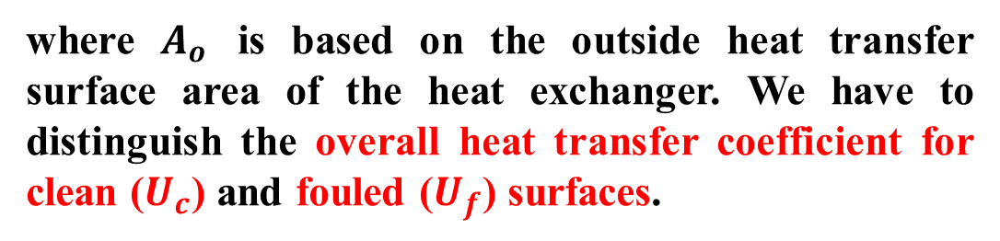 where Aₒ is based on the outside heat transfer
surface area of the heat exchanger. We have to
distinguish the overall heat transfer coefficient for
clean (U_c) and fouled (U_f) surfaces.